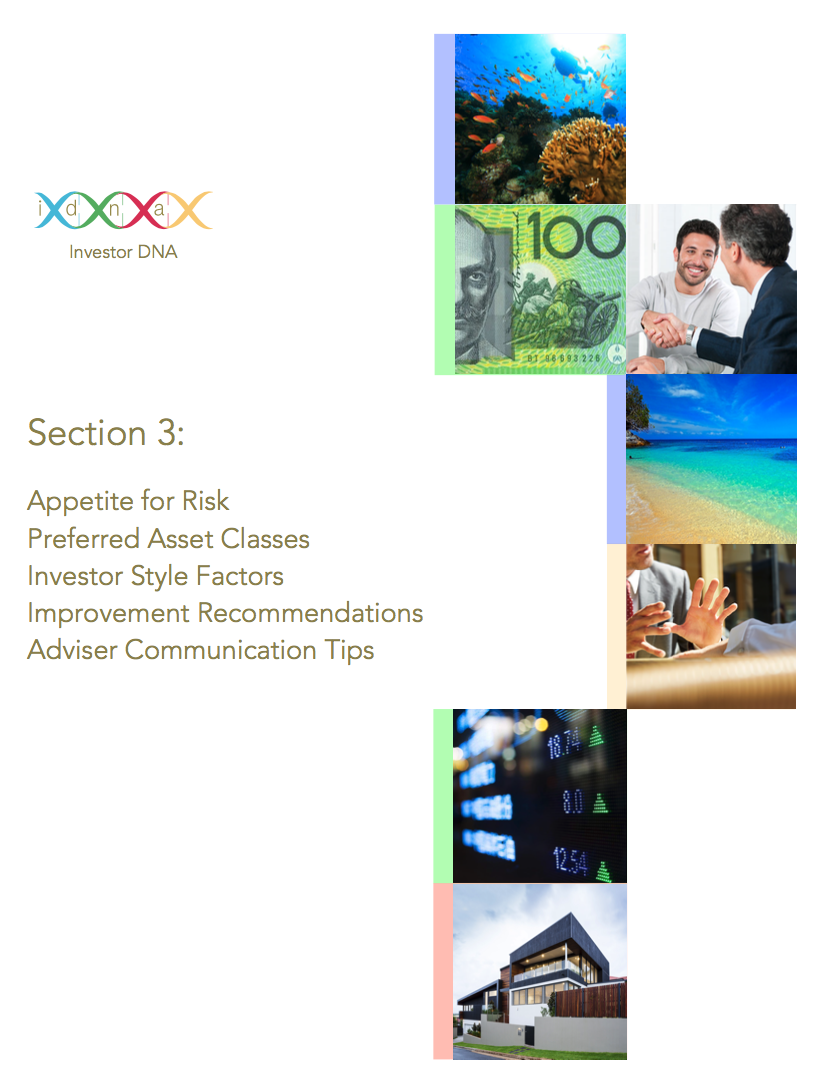 i d n a
Investor DNA
Section 3:
Appetite for Risk
Preferred Asset Classes
Investor Style Factors
Improvement Recommendations
Adviser Communication Tips
100
18.74
8.0
12.54